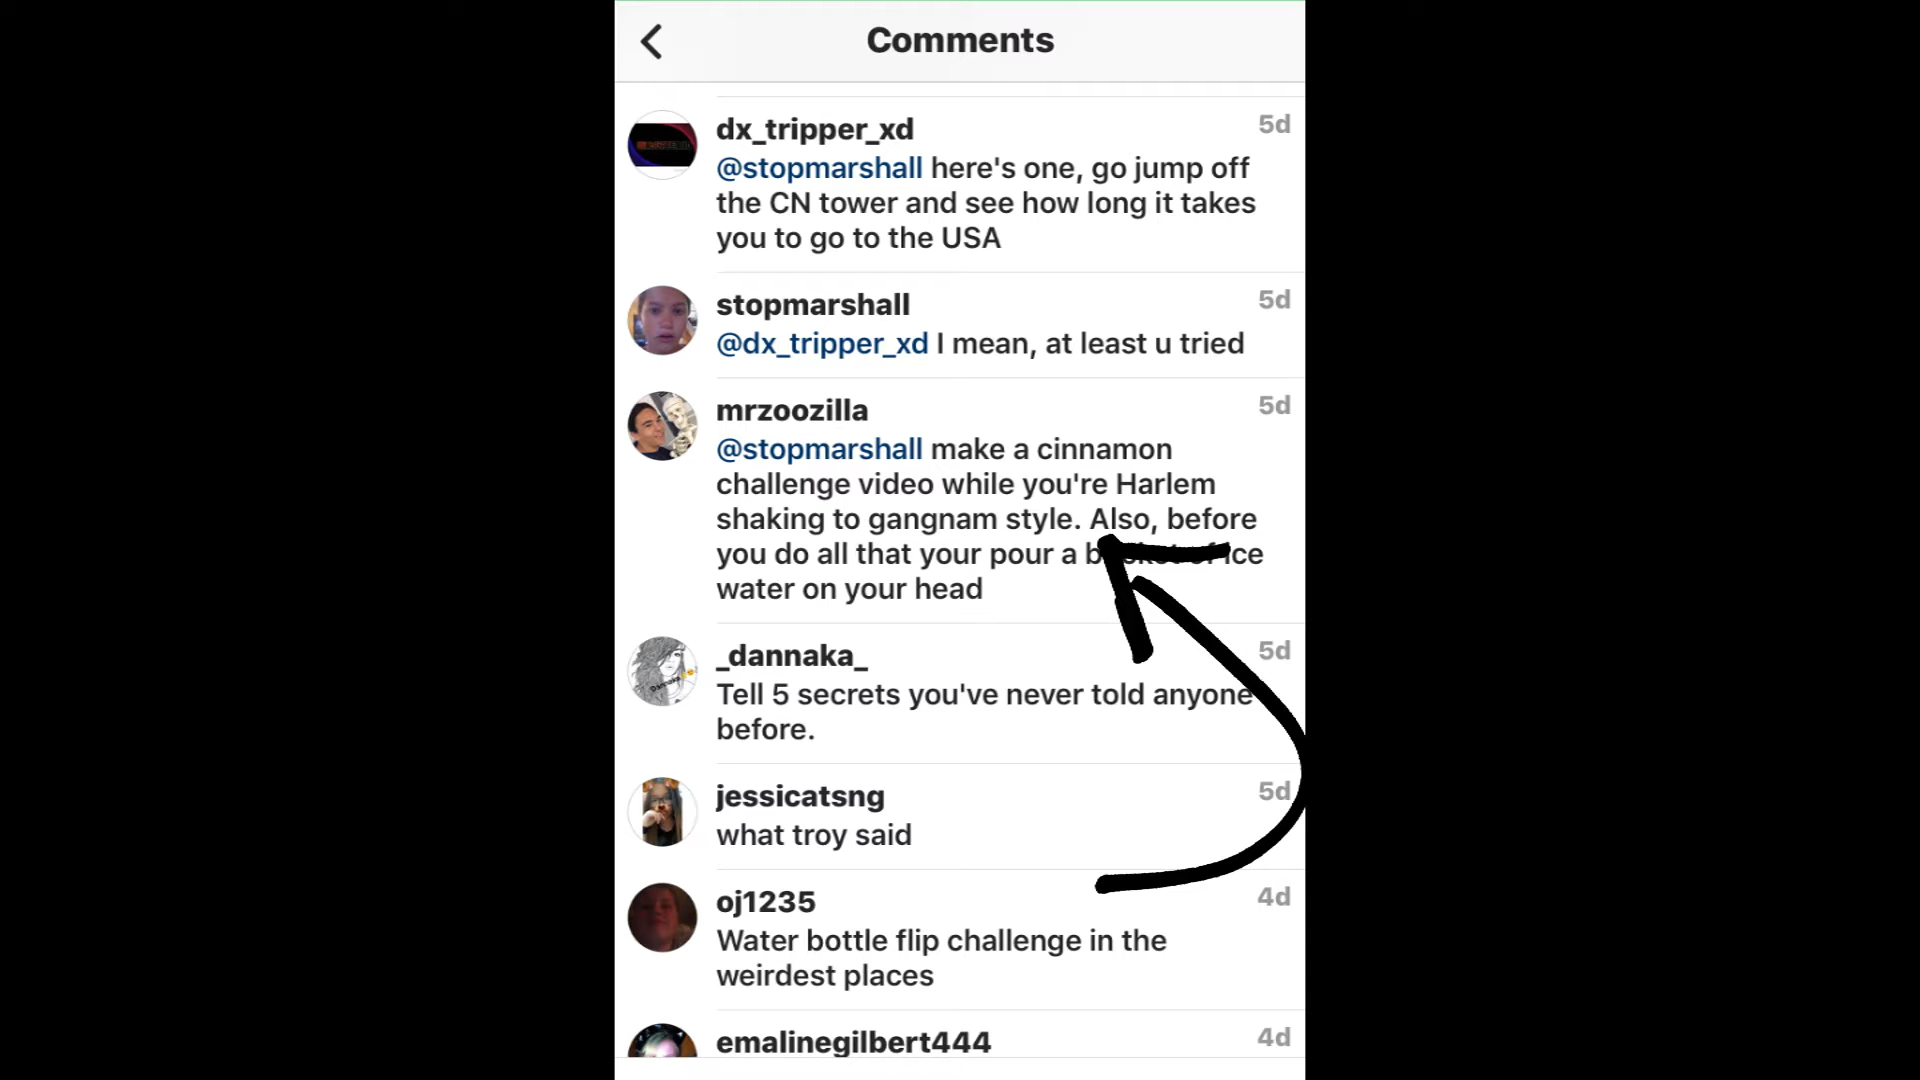 Comments
dx_tripper_xd 5d
@stopmarshall here's one, go jump off
the CN tower and see how long it takes
you to go to the USA
stopmarshall 5d
@dx_tripper_xd I mean, at least u tried
mrzoozilla 5d
@stopmarshall make a cinnamon
challenge video while you're Harlem
shaking to gangnam style. Also, before
you do all that your pour a of Ice
water on your head
_dannaka_ 5d
Tell 5 secrets you've never told anyone
before.
jessicatsng 5d
what troy said
oj1235 4d
Water bottle flip challenge in the
weirdest places
emalinegilbert444 4d